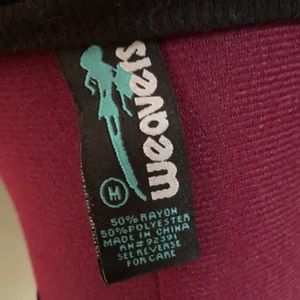 weavers
M
50% RAYON
50% POLYESTER
MADE IN CHINA
RN#92391
SEE REVERSE
FOR CARE